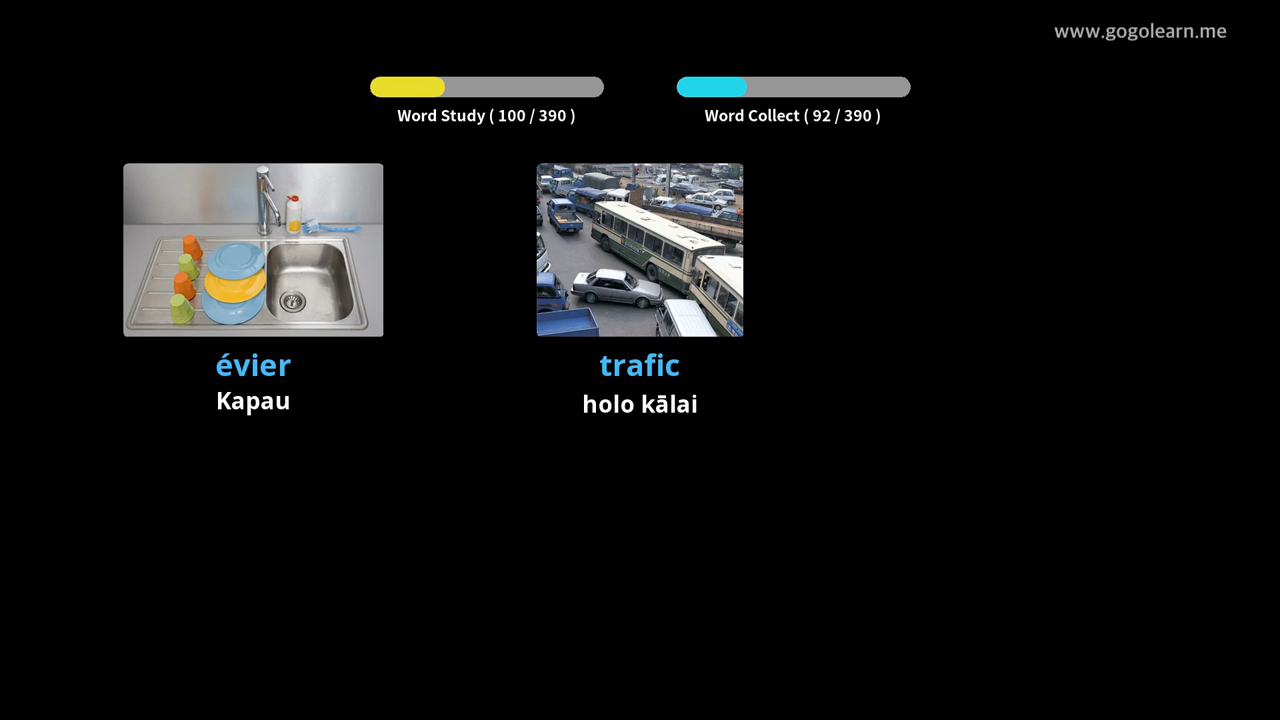 www.gogolearn.me
Word Study ( 100 / 390 )
Word Collect ( 92 / 390 )
évier
Kapau
trafic
holo kālai